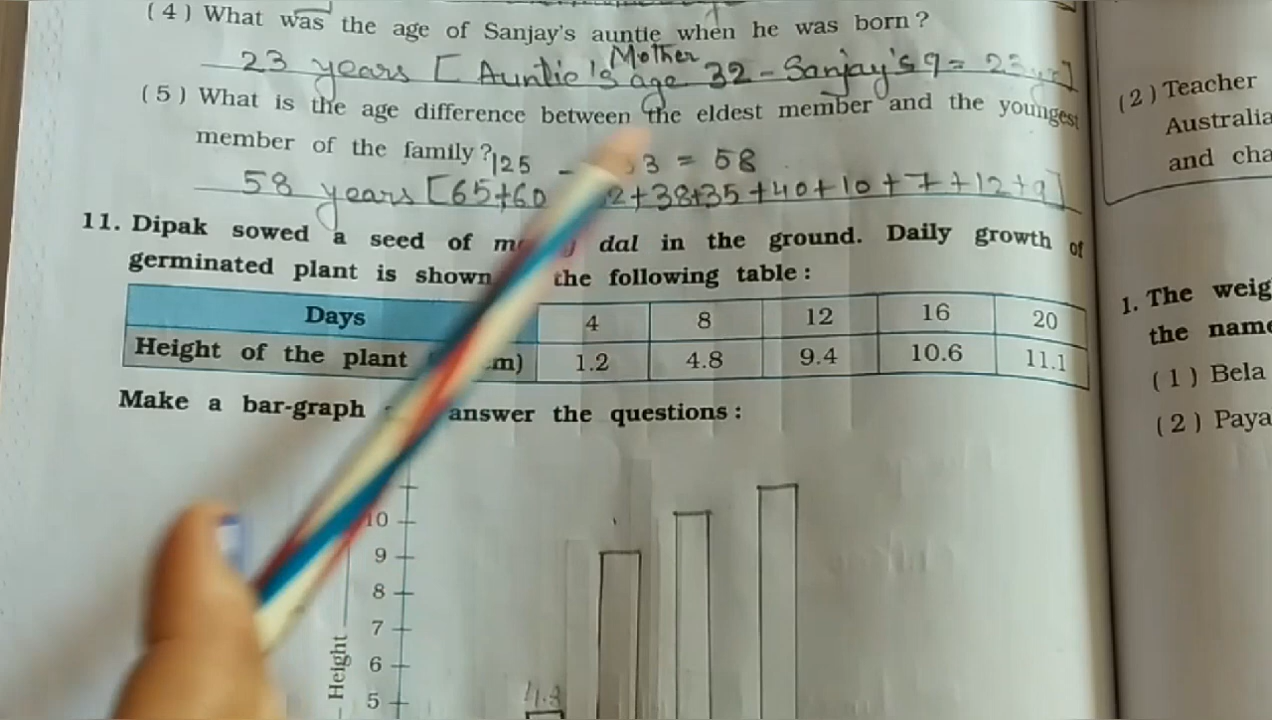 ( 4 ) What was the age of Sanjay's auntie when he was born ?
Mother
23 years [ Auntie's age 32 - Sanjay's 9 = 23 yr]
( 5 ) What is the age difference between the eldest member and the youngest
member of the family ?
125 - 3 = 58
58 years [65+60 2+38+35+40+10+7+12+9]
11. Dipak sowed a seed of dal in the ground. Daily growth of
germinated plant is shown the following table :
Days 4 8 12 16 20
Height of the plant m) 1.2 4.8 9.4 10.6 11.1
Make a bar-graph answer the questions :
10
9
8
7
6
5
Height
4.8
(2) Teacher
Australia
and cha
1. The weig
the name
( 1 ) Bela
( 2 ) Paya